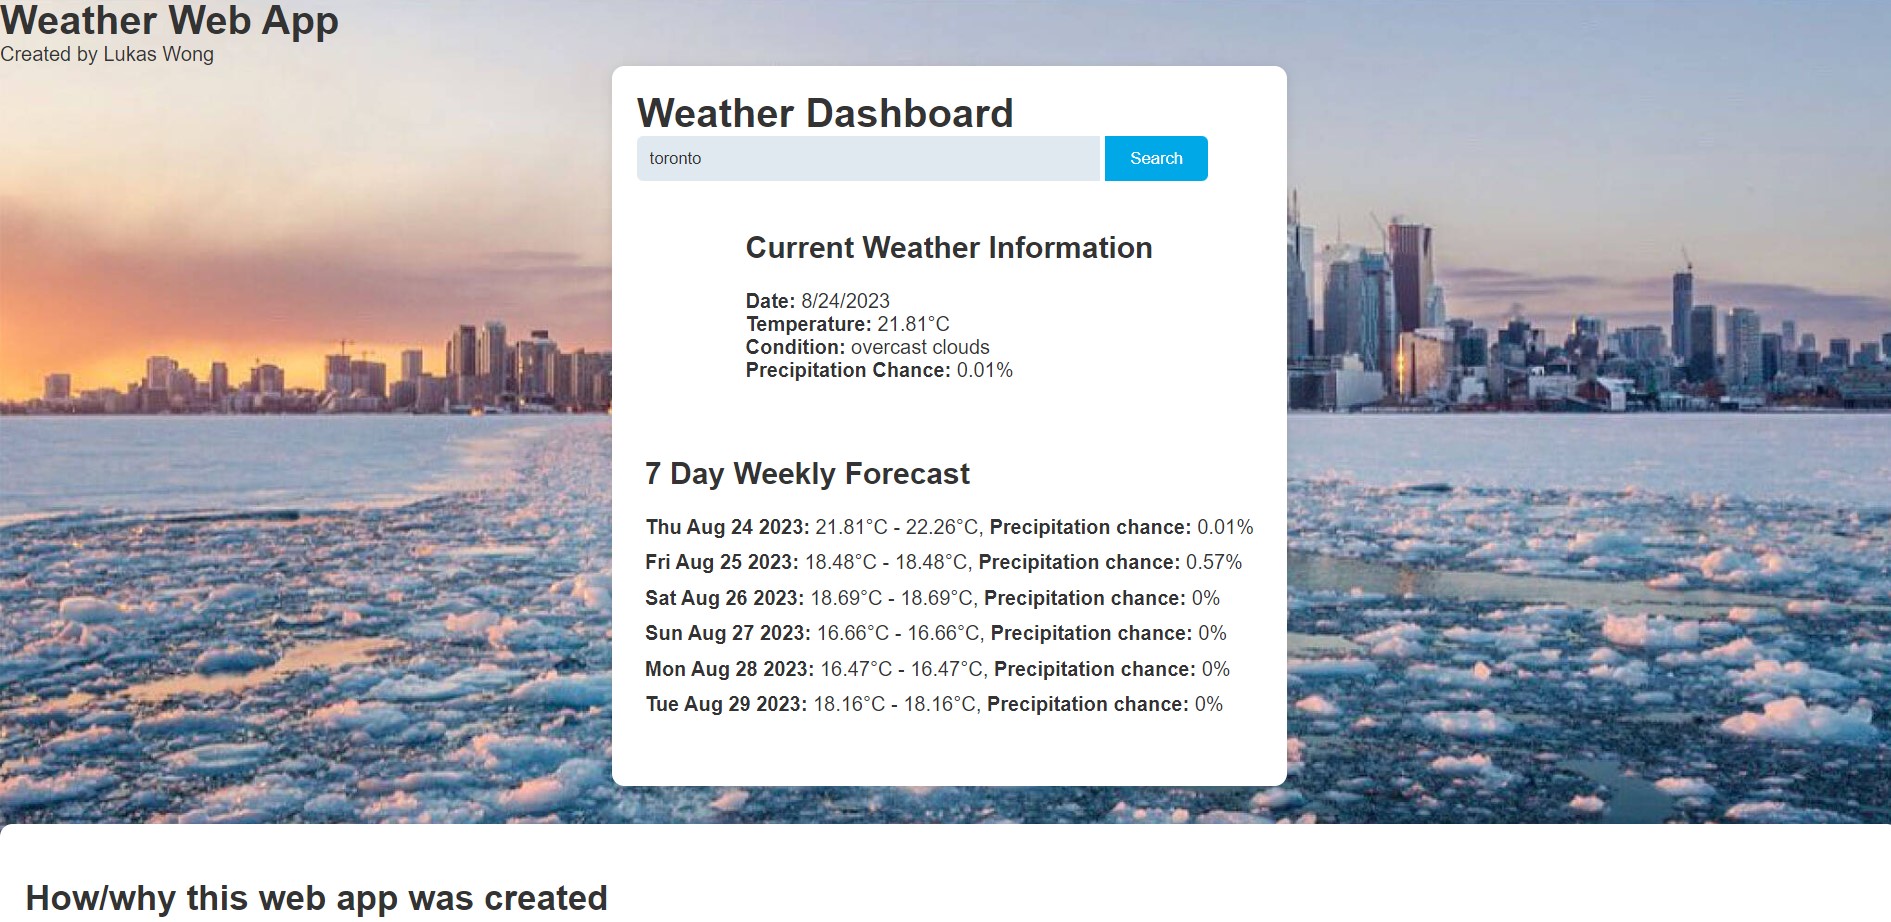 Weather Web App
Created by Lukas Wong
Weather Dashboard
toronto
Search
Current Weather Information
Date: 8/24/2023
Temperature: 21.81°C
Condition: overcast clouds
Precipitation Chance: 0.01%
7 Day Weekly Forecast
Thu Aug 24 2023: 21.81°C - 22.26°C, Precipitation chance: 0.01%
Fri Aug 25 2023: 18.48°C - 18.48°C, Precipitation chance: 0.57%
Sat Aug 26 2023: 18.69°C - 18.69°C, Precipitation chance: 0%
Sun Aug 27 2023: 16.66°C - 16.66°C, Precipitation chance: 0%
Mon Aug 28 2023: 16.47°C - 16.47°C, Precipitation chance: 0%
Tue Aug 29 2023: 18.16°C - 18.16°C, Precipitation chance: 0%
How/why this web app was created